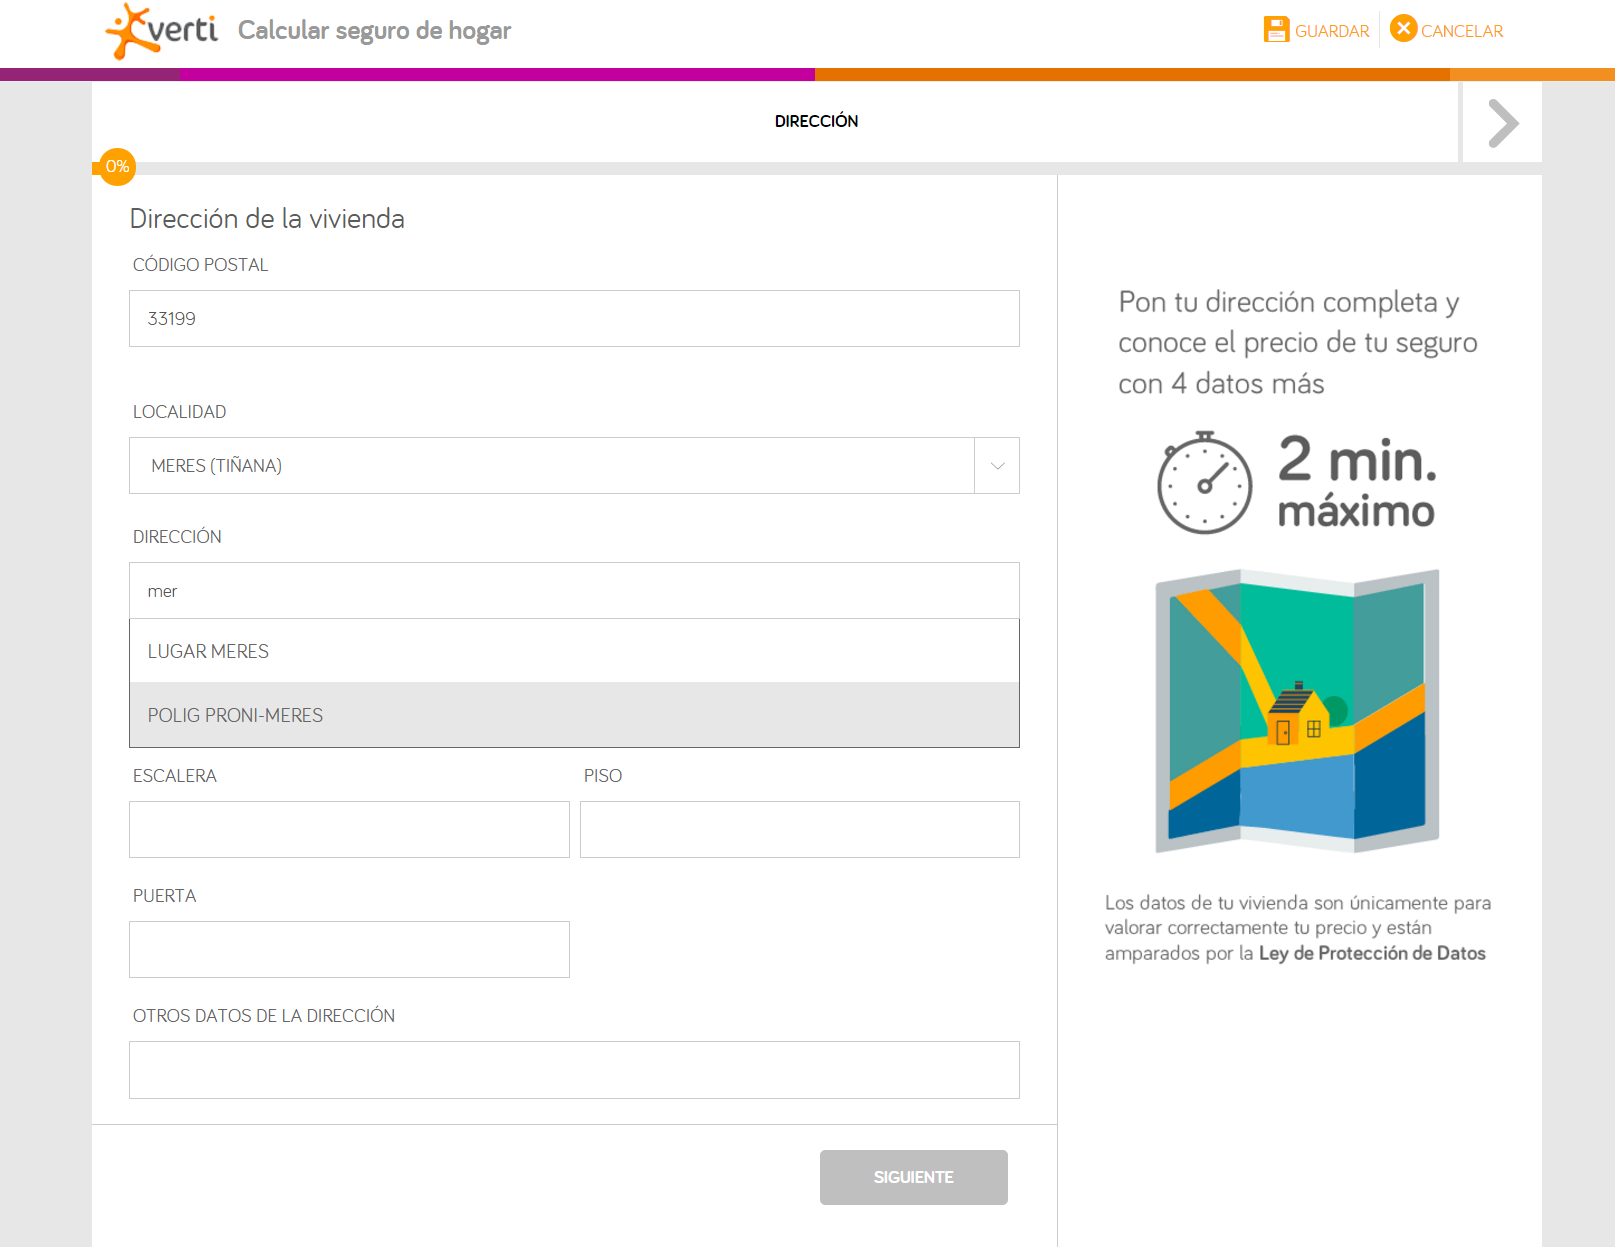 verti Calcular seguro de hogar
GUARDAR
CANCELAR
DIRECCIÓN
0%
Dirección de la vivienda
CÓDIGO POSTAL
33199
LOCALIDAD
MERES (TIÑANA)
DIRECCIÓN
mer
LUGAR MERES
POLIG PRONI-MERES
ESCALERA
PISO
PUERTA
OTROS DATOS DE LA DIRECCIÓN
SIGUIENTE
Pon tu dirección completa y
conoce el precio de tu seguro
con 4 datos más
2 min.
máximo
Los datos de tu vivienda son únicamente para
valorar correctamente tu precio y están
amparados por la Ley de Protección de Datos